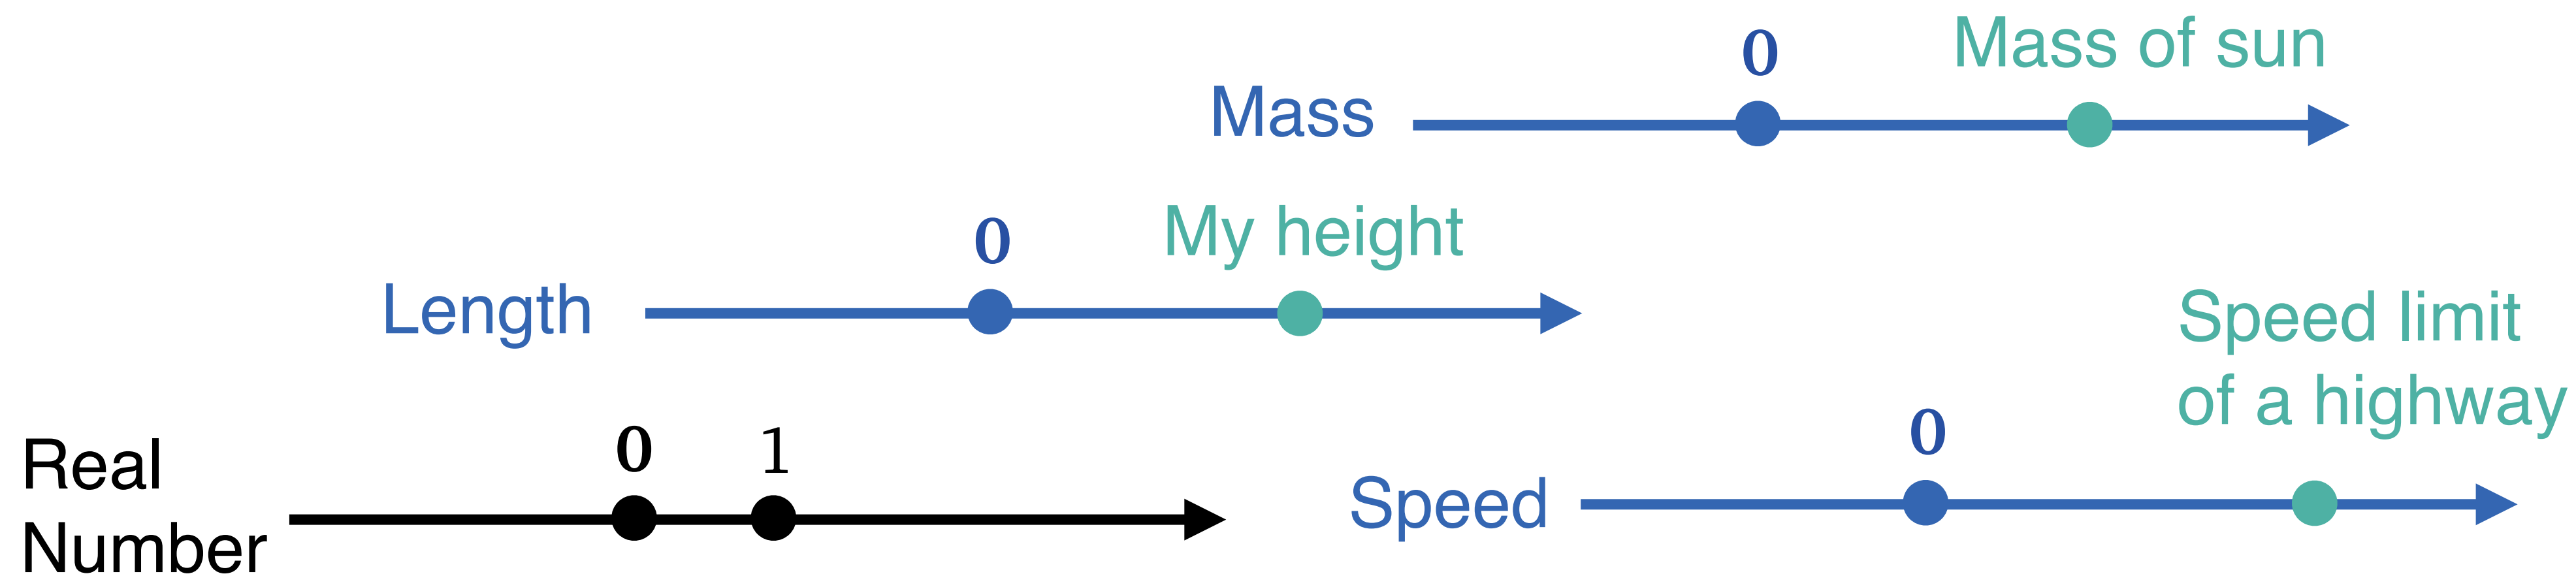 0
Mass of sun
Mass
0
My height
Length
Speed limit
of a highway
0
1
Real
Number
0
Speed